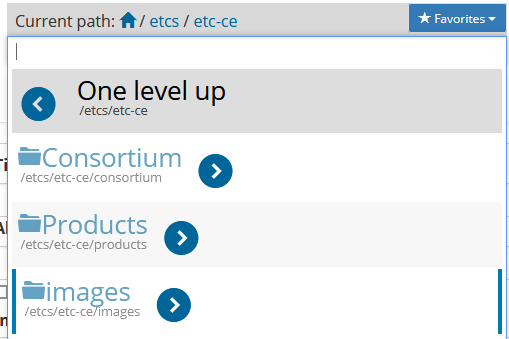 Current path: / etcs / etc-ce
Favorites
One level up
/etcs/etc-ce
Consortium
/etcs/etc-ce/consortium
Products
/etcs/etc-ce/products
images
/etcs/etc-ce/images